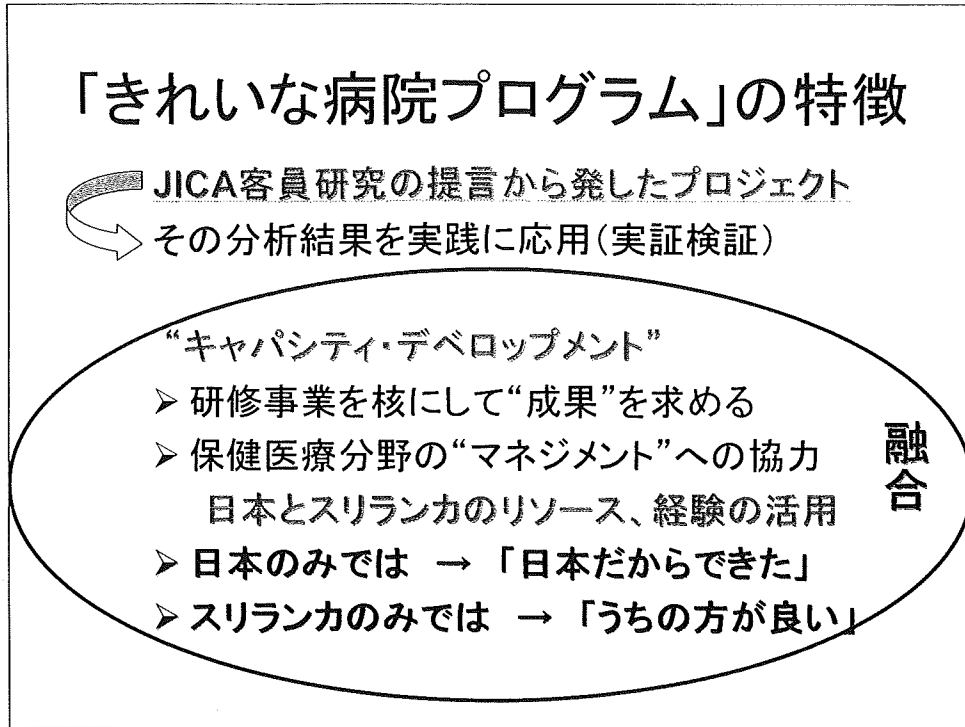 「きれいな病院プログラム」の特徴
JICA客員研究の提言から発したプロジェクト
その分析結果を実践に応用(実証検証)
“キャパシティ・デベロップメント”
➢ 研修事業を核にして“成果”を求める
➢ 保健医療分野の“マネジメント”への協力
日本とスリランカのリソース、経験の活用
➢ 日本のみでは → 「日本だからできた」
➢ スリランカのみでは → 「うちの方が良い」
融合